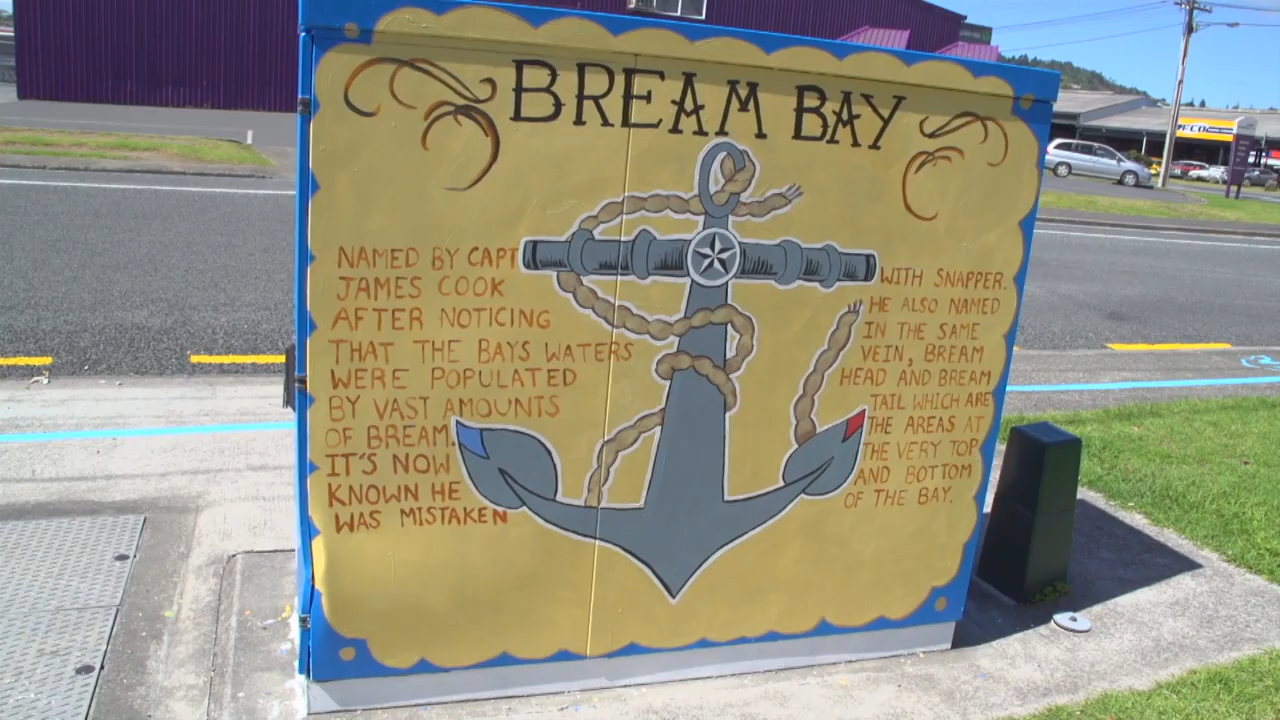 BREAM BAY
NAMED BY CAPT
JAMES COOK
AFTER NOTICING
THAT THE BAYS WATERS
WERE POPULATED
BY VAST AMOUNTS
OF BREAM.
IT'S NOW
KNOWN HE
WAS MISTAKEN
WITH SNAPPER.
HE ALSO NAMED
IN THE SAME
VEIN, BREAM
HEAD AND BREAM
TAIL WHICH ARE
THE AREAS AT
THE VERY TOP
AND BOTTOM
OF THE BAY.